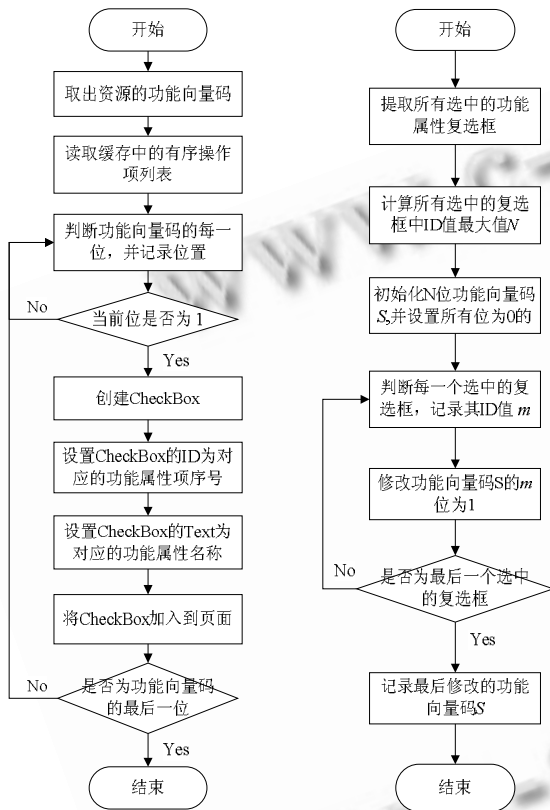 开始
取出资源的功能向量码
读取缓存中的有序操作
项列表
判断功能向量码的每一
位，并记录位置
No
当前位是否为1
Yes
创建CheckBox
设置CheckBox的ID为对
应的功能属性项序号
设置CheckBox的Text为
对应的功能属性名称
将CheckBox加入到页面
No
是否为功能向量码
的最后一位
Yes
结束
开始
提取所有选中的功能
属性复选框
计算所有选中的复选
框中ID值最大值N
初始化N位功能向量码
S,并设置所有位为0的
判断每一个选中的复
选框，记录其ID值 m
修改功能向量码S的m
位为1
No
是否为最后一个选中
的复选框
Yes
记录最后修改的功能
向量码S
结束